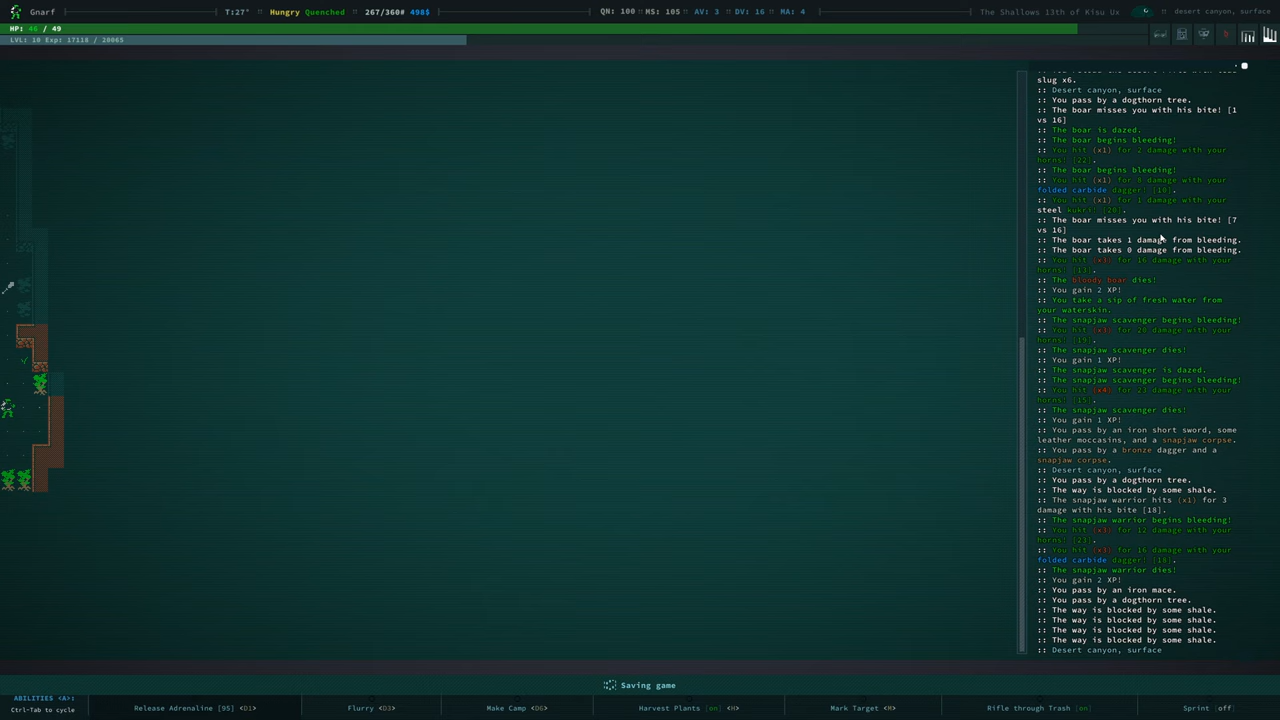 Gnarf
T:27° :: Hungry Quenched :: 267/360# 498$
QN: 100 :: MS: 105 :: AV: 3 :: DV: 16 :: MA: 4
The Shallows 13th of Kisu Ux
:: desert canyon, surface
HP: 46 / 49
LVL: 10 Exp: 17118 / 28065
slug x6.
:: Desert canyon, surface
:: You pass by a dogthorn tree.
:: The boar misses you with his bite! [1
vs 16]
:: The boar is dazed.
:: The boar begins bleeding!
:: You hit (x1) for 2 damage with your
horns! [22].
:: The boar begins bleeding!
:: You hit (x1) for 8 damage with your
folded carbide dagger! [18].
:: You hit (x1) for 1 damage with your
steel kukri! [20].
:: The boar misses you with his bite! [7
vs 16]
:: The boar takes 1 damage from bleeding.
:: The boar takes 0 damage from bleeding.
:: You hit (x3) for 16 damage with your
horns! [13].
:: The bloody boar dies!
:: You gain 2 XP!
:: You take a sip of fresh water from
your waterskin.
:: The snapjaw scavenger begins bleeding!
:: You hit (x3) for 20 damage with your
horns! [19].
:: The snapjaw scavenger dies!
:: You gain 1 XP!
:: The snapjaw scavenger is dazed.
:: The snapjaw scavenger begins bleeding!
:: You hit (x4) for 23 damage with your
horns! [15].
:: The snapjaw scavenger dies!
:: You gain 1 XP!
:: You pass by an iron short sword, some
leather moccasins, and a snapjaw corpse.
:: You pass by a bronze dagger and a
snapjaw corpse.
:: Desert canyon, surface
:: You pass by a dogthorn tree.
:: The way is blocked by some shale.
:: The snapjaw warrior hits (x1) for 3
damage with his bite [18].
:: The snapjaw warrior begins bleeding!
:: You hit (x3) for 12 damage with your
horns! [23].
:: You hit (x3) for 16 damage with your
folded carbide dagger! [18].
:: The snapjaw warrior dies!
:: You gain 2 XP!
:: You pass by an iron mace.
:: You pass by a dogthorn tree.
:: The way is blocked by some shale.
:: The way is blocked by some shale.
:: The way is blocked by some shale.
:: The way is blocked by some shale.
:: Desert canyon, surface
Saving game
ABILITIES <A>:
Ctrl-Tab to cycle
Release Adrenaline [95] <D1>
Flurry <D3>
Make Camp <D6>
Harvest Plants [on] <H>
Mark Target <M>
Rifle through Trash [on]
Sprint [off]